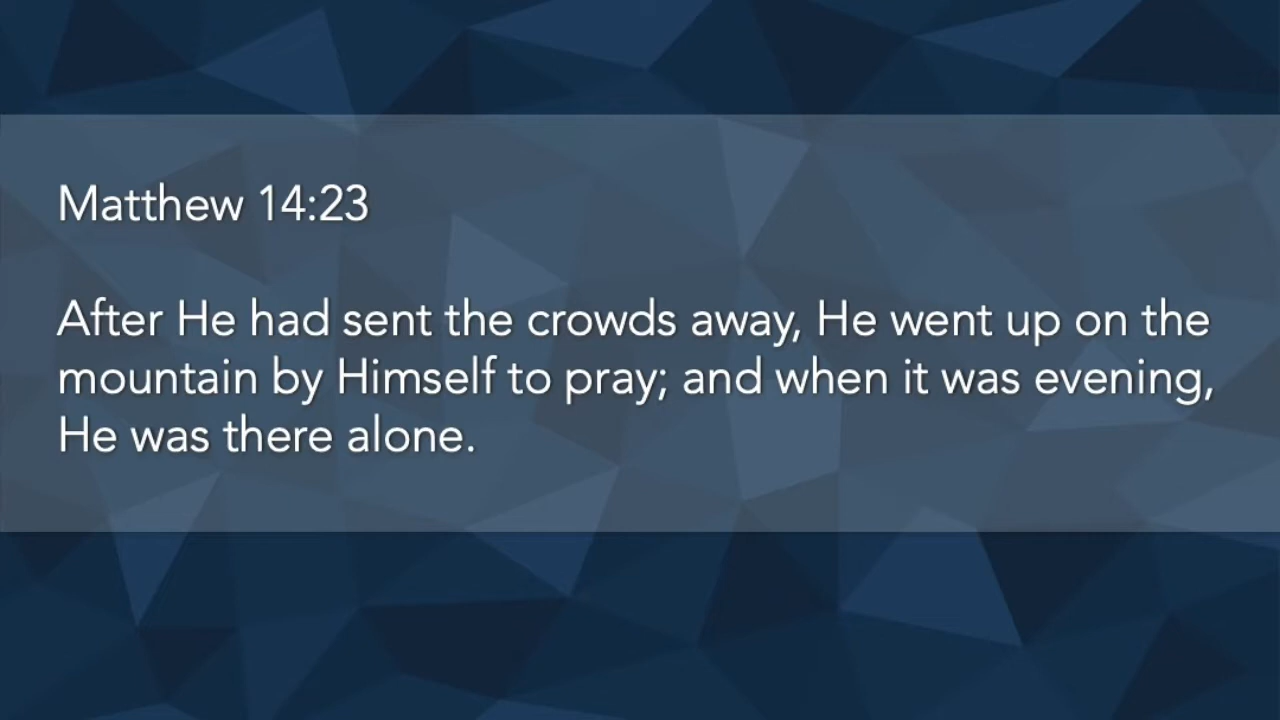 Matthew 14:23
After He had sent the crowds away, He went up on the
mountain by Himself to pray; and when it was evening,
He was there alone.